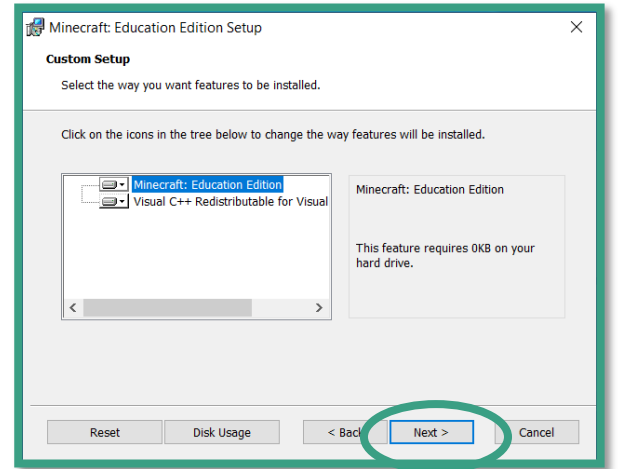 Minecraft: Education Edition Setup
Custom Setup
Select the way you want features to be installed.
Click on the icons in the tree below to change the way features will be installed.
Minecraft: Education Edition
Visual C++ Redistributable for Visual
Minecraft: Education Edition
This feature requires 0KB on your
hard drive.
Reset
Disk Usage
< Back
Next >
Cancel